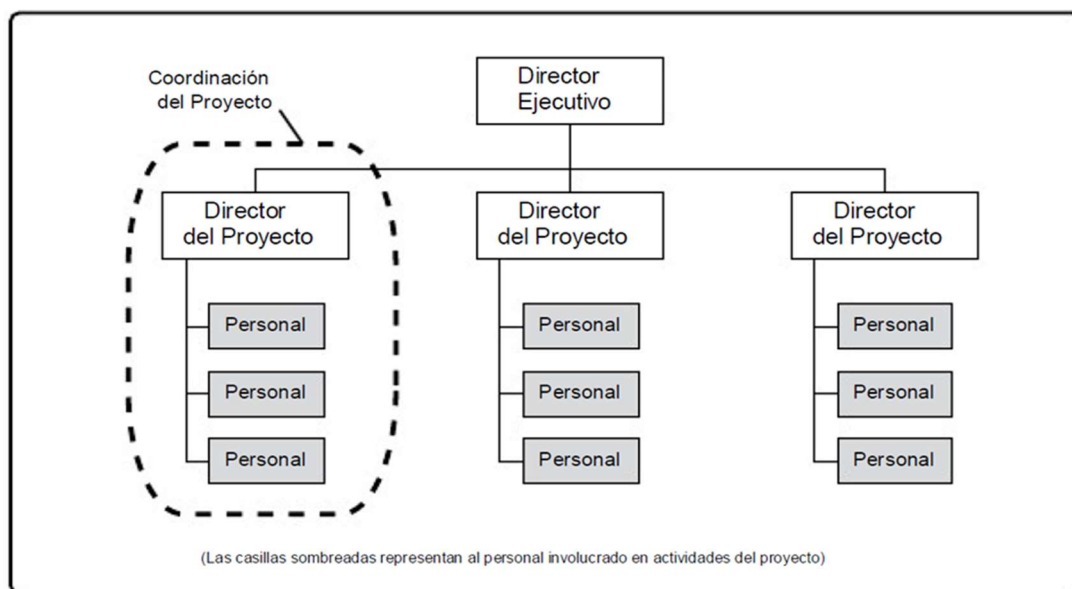 Coordinación
del Proyecto
Director
Ejecutivo
Director
del Proyecto
Director
del Proyecto
Director
del Proyecto
Personal
Personal
Personal
Personal
Personal
Personal
Personal
Personal
Personal
(Las casillas sombreadas representan al personal involucrado en actividades del proyecto)